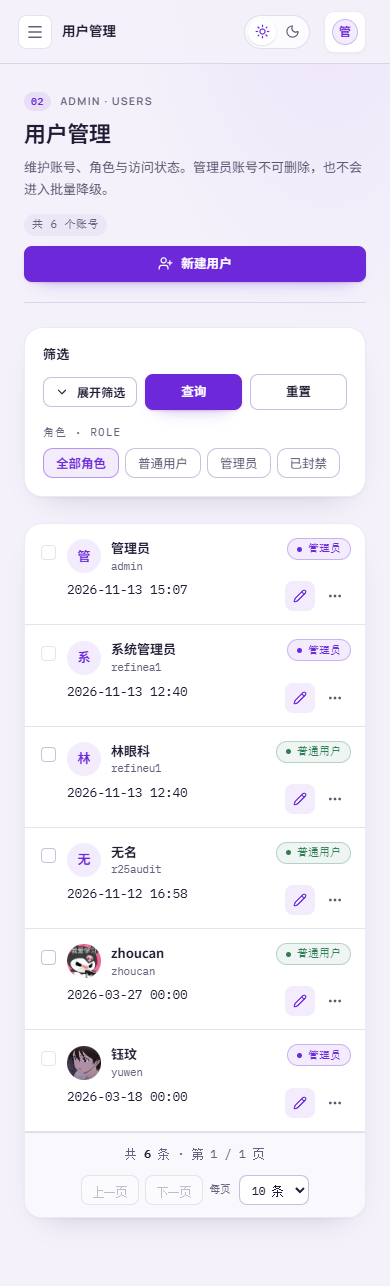 用户管理
管
02 ADMIN · USERS
用户管理
维护账号、角色与访问状态。管理员账号不可删除，也不会
进入批量降级。
共 6 个账号
新建用户
筛选
展开筛选 查询 重置
角色 · ROLE
全部角色 普通用户 管理员 已封禁
管 管理员 管理员
admin
2026-11-13 15:07
系 系统管理员 管理员
refinea1
2026-11-13 12:40
林 林眼科 普通用户
refineu1
2026-11-13 12:40
无 无名 普通用户
r25audit
2026-11-12 16:58
zhoucan 普通用户
zhoucan
2026-03-27 00:00
钰玟 管理员
yuwen
2026-03-18 00:00
共 6 条 · 第 1 / 1 页
上一页 下一页 每页 10 条